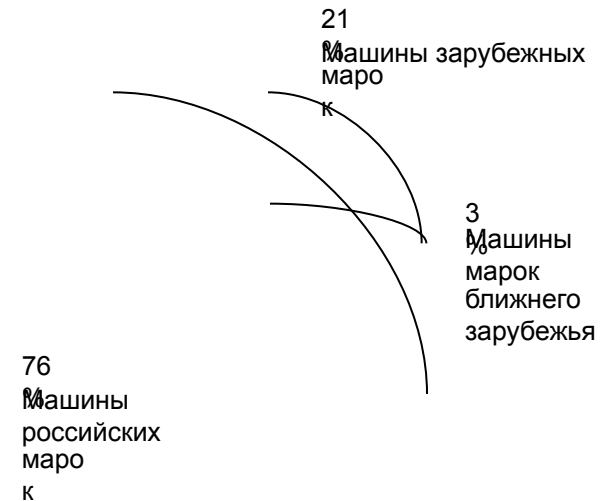 21
%
Машины зарубежных
маро
к
3
%
Машины
марок
ближнего
зарубежья
76
%
Машины
российских
маро
к